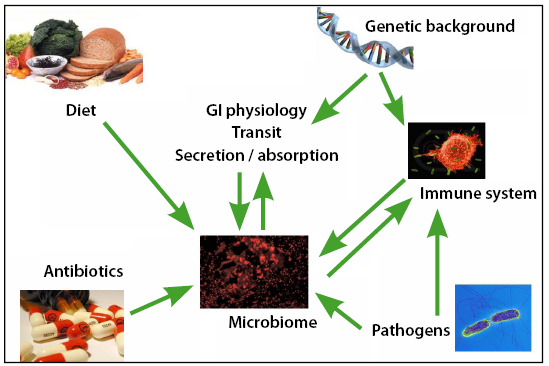 Genetic background
Diet
GI physiology
Transit
Secretion / absorption
Immune system
Antibiotics
Microbiome
Pathogens